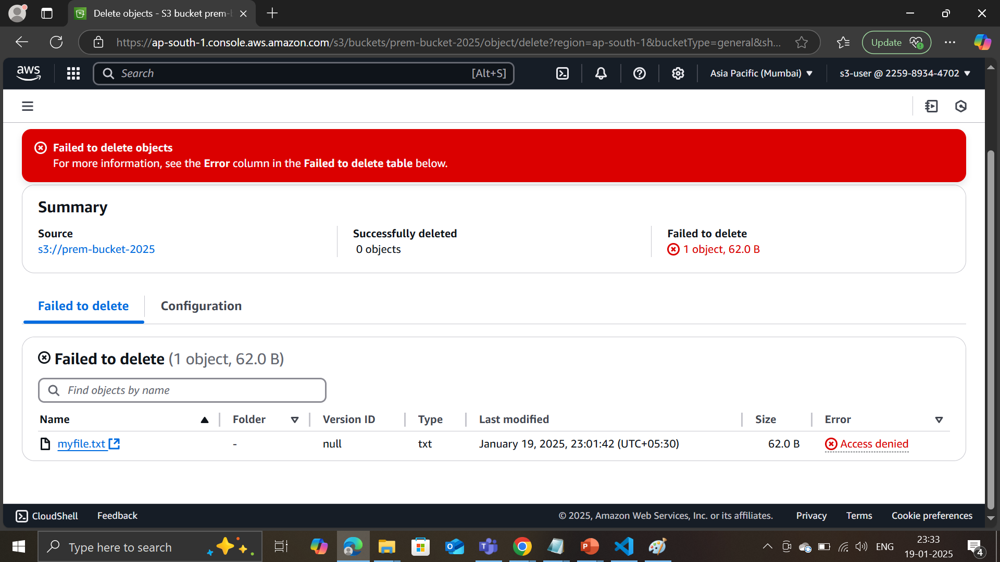 Delete objects - S3 bucket prem-
https://ap-south-1.console.aws.amazon.com/s3/buckets/prem-bucket-2025/object/delete?region=ap-south-1&bucketType=general&sh...
Update
aws
Search
[Alt+S]
Asia Pacific (Mumbai)
s3-user @ 2259-8934-4702
Failed to delete objects
For more information, see the Error column in the Failed to delete table below.
Summary
Source
s3://prem-bucket-2025
Successfully deleted
0 objects
Failed to delete
1 object, 62.0 B
Failed to delete
Configuration
Failed to delete (1 object, 62.0 B)
Find objects by name
Name Folder Version ID Type Last modified Size Error
myfile.txt - null txt January 19, 2025, 23:01:42 (UTC+05:30) 62.0 B Access denied
CloudShell Feedback © 2025, Amazon Web Services, Inc. or its affiliates. Privacy Terms Cookie preferences
Type here to search
ENG
23:33
19-01-2025
4